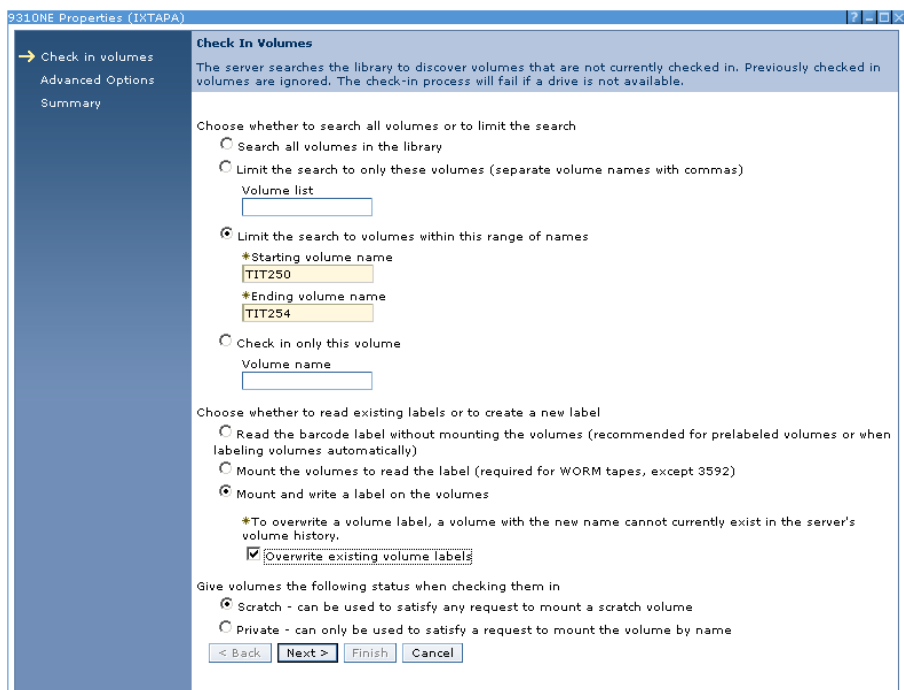 9310NE Properties (IXTAPA)
Check in volumes
Advanced Options
Summary
Check In Volumes
The server searches the library to discover volumes that are not currently checked in. Previously checked in
volumes are ignored. The check-in process will fail if a drive is not available.
Choose whether to search all volumes or to limit the search
Search all volumes in the library
Limit the search to only these volumes (separate volume names with commas)
Volume list
Limit the search to volumes within this range of names
*Starting volume name
TIT250
*Ending volume name
TIT254
Check in only this volume
Volume name
Choose whether to read existing labels or to create a new label
Read the barcode label without mounting the volumes (recommended for prelabeled volumes or when
labeling volumes automatically)
Mount the volumes to read the label (required for WORM tapes, except 3592)
Mount and write a label on the volumes
*To overwrite a volume label, a volume with the new name cannot currently exist in the server's
volume history.
Overwrite existing volume labels
Give volumes the following status when checking them in
Scratch - can be used to satisfy any request to mount a scratch volume
Private - can only be used to satisfy a request to mount the volume by name
< Back Next > Finish Cancel